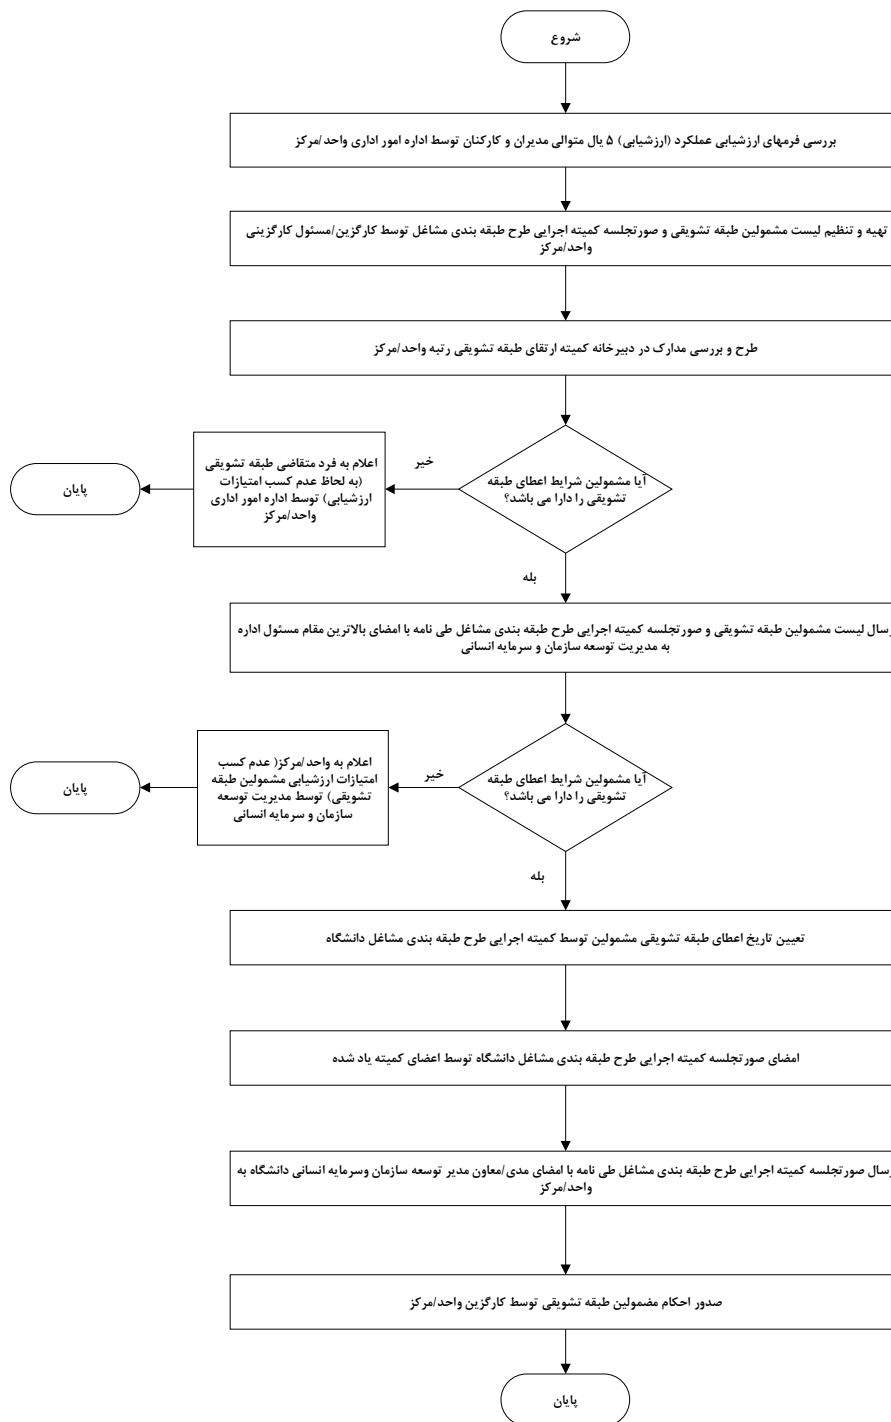 شروع
بررسی فرمهای ارزشیابی عملکرد (ارزشیابی) ۵ یال متوالی مدیران و کارکنان توسط اداره امور اداری واحد/مرکز
تهیه و تنظیم لیست مشمولین طبقه تشویقی و صورتجلسه کمیته اجرایی طرح طبقه بندی مشاغل توسط کارگزین/مسئول کارگزینی
واحد/مرکز
طرح و بررسی مدارک در دبیرخانه کمیته ارتقای طبقه تشویقی رتبه واحد/مرکز
آیا مشمولین شرایط اعطای طبقه
تشویقی را دارا می باشد؟
خیر
اعلام به فرد متقاضی طبقه تشویقی
(به لحاظ عدم کسب امتیازات
ارزشیابی) توسط اداره امور اداری
واحد/مرکز
پایان
بله
رسال لیست مشمولین طبقه تشویقی و صورتجلسه کمیته اجرایی طرح طبقه بندی مشاغل طی نامه با امضای بالاترین مقام مسئول اداره
به مدیریت توسعه سازمان و سرمایه انسانی
آیا مشمولین شرایط اعطای طبقه
تشویقی را دارا می باشد؟
خیر
اعلام به واحد/مرکز( عدم کسب
امتیازات ارزشیابی مشمولین طبقه
تشویقی) توسط مدیریت توسعه
سازمان و سرمایه انسانی
پایان
بله
تعیین تاریخ اعطای طبقه تشویقی مشمولین توسط کمیته اجرایی طرح طبقه بندی مشاغل دانشگاه
امضای صورتجلسه کمیته اجرایی طرح طبقه بندی مشاغل دانشگاه توسط اعضای کمیته یاد شده
رسال صورتجلسه کمیته اجرایی طرح طبقه بندی مشاغل طی نامه با امضای مدی/معاون مدیر توسعه سازمان وسرمایه انسانی دانشگاه به
واحد/مرکز
صدور احکام مضمولین طبقه تشویقی توسط کارگزین واحد/مرکز
پایان